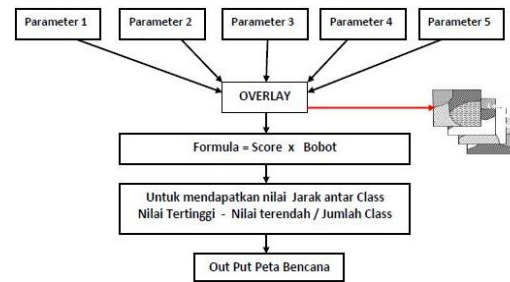 Parameter 1
Parameter 2
Parameter 3
Parameter 4
Parameter 5
OVERLAY
Formula = Score x Bobot
Untuk mendapatkan nilai Jarak antar Class
Nilai Tertinggi - Nilai terendah / Jumlah Class
Out Put Peta Bencana